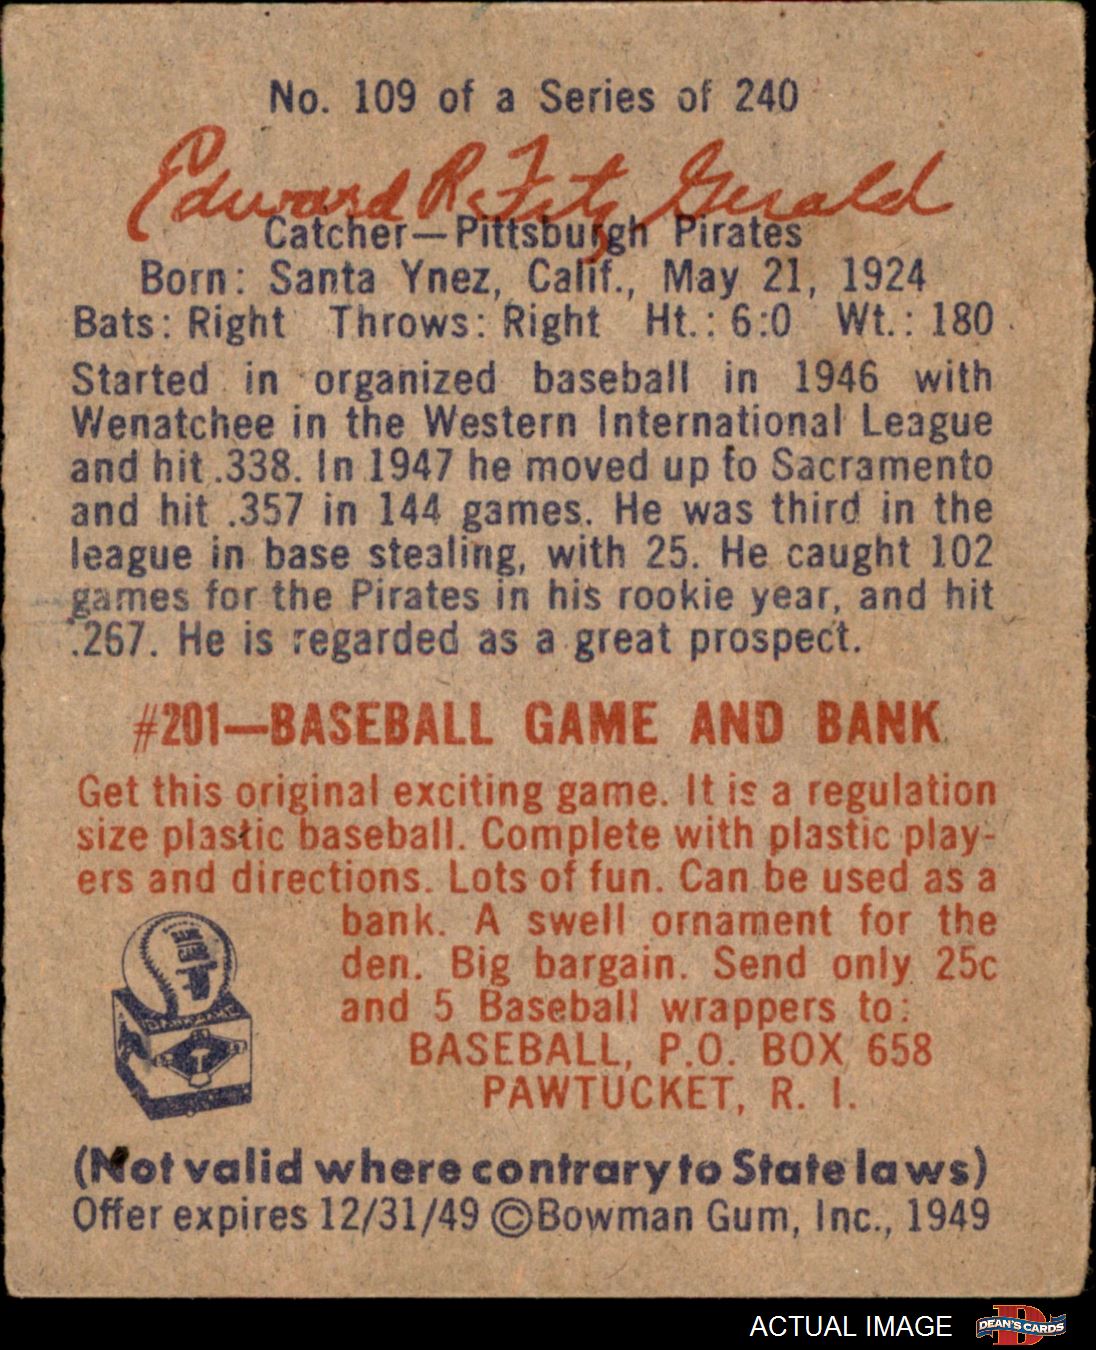 No. 109 of a Series of 240
Edward R. Fitz Gerald
Catcher—Pittsburgh Pirates
Born: Santa Ynez, Calif., May 21, 1924
Bats: Right Throws: Right Ht.: 6:0 Wt.: 180
Started in organized baseball in 1946 with
Wenatchee in the Western International League
and hit .338. In 1947 he moved up to Sacramento
and hit .357 in 144 games. He was third in the
league in base stealing, with 25. He caught 102
games for the Pirates in his rookie year, and hit
.267. He is regarded as a great prospect.
#201—BASEBALL GAME AND BANK
Get this original exciting game. It is a regulation
size plastic baseball. Complete with plastic play-
ers and directions. Lots of fun. Can be used as a
bank. A swell ornament for the
den. Big bargain. Send only 25c
and 5 Baseball wrappers to:
BASEBALL, P.O. BOX 658
PAWTUCKET, R. I.
(Not valid where contrary to State laws)
Offer expires 12/31/49 ©Bowman Gum, Inc., 1949
ACTUAL IMAGE
DEAN'S CARDS